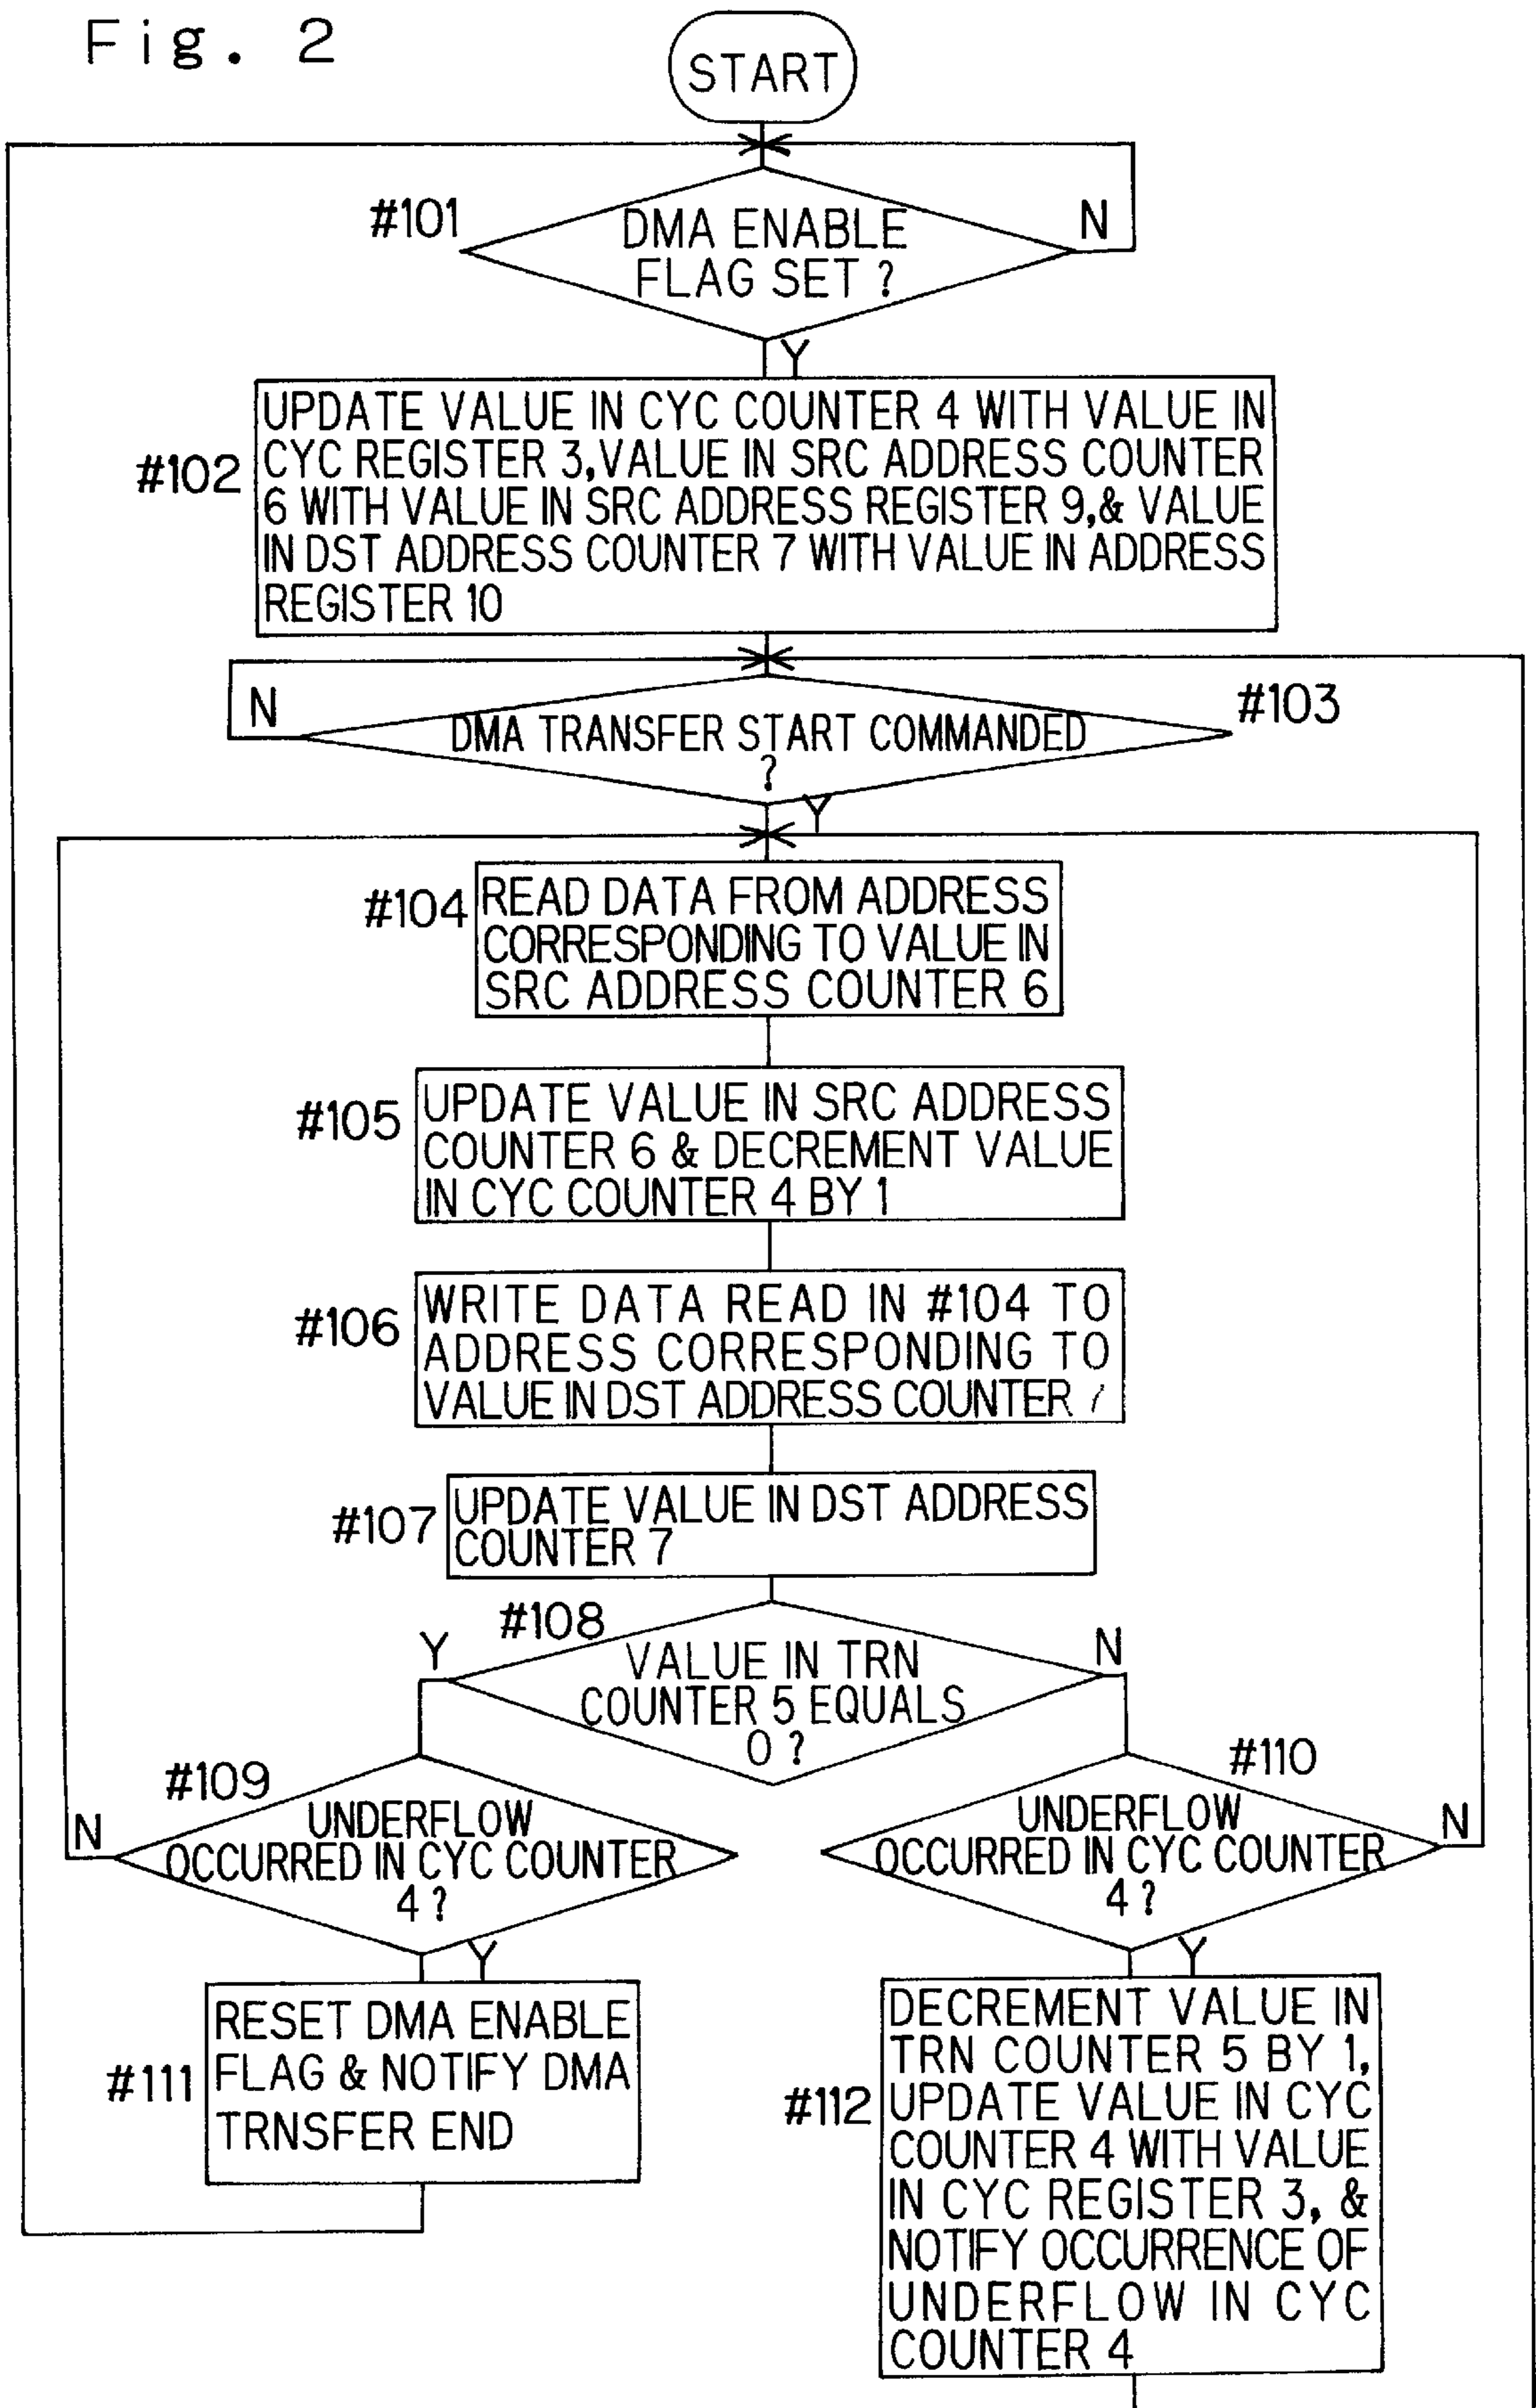 Fig. 2
START
#101
DMA ENABLE
FLAG SET ?
N
Y
#102
UPDATE VALUE IN CYC COUNTER 4 WITH VALUE IN
CYC REGISTER 3,VALUE IN SRC ADDRESS COUNTER
6 WITH VALUE IN SRC ADDRESS REGISTER 9,& VALUE
IN DST ADDRESS COUNTER 7 WITH VALUE IN ADDRESS
REGISTER 10
N
DMA TRANSFER START COMMANDED
?
#103
Y
#104
READ DATA FROM ADDRESS
CORRESPONDING TO VALUE IN
SRC ADDRESS COUNTER 6
#105
UPDATE VALUE IN SRC ADDRESS
COUNTER 6 & DECREMENT VALUE
IN CYC COUNTER 4 BY 1
#106
WRITE DATA READ IN #104 TO
ADDRESS CORRESPONDING TO
VALUE IN DST ADDRESS COUNTER
#107
UPDATE VALUE IN DST ADDRESS
COUNTER 7
#108
Y
VALUE IN TRN
COUNTER 5 EQUALS
0 ?
N
#109
N
UNDERFLOW
OCCURRED IN CYC COUNTER
4 ?
Y
#110
UNDERFLOW
OCCURRED IN CYC COUNTER
4 ?
N
Y
#111
RESET DMA ENABLE
FLAG & NOTIFY DMA
TRNSFER END
#112
DECREMENT VALUE IN
TRN COUNTER 5 BY 1,
UPDATE VALUE IN CYC
COUNTER 4 WITH VALUE
IN CYC REGISTER 3, &
NOTIFY OCCURRENCE OF
UNDERFLOW IN CYC
COUNTER 4